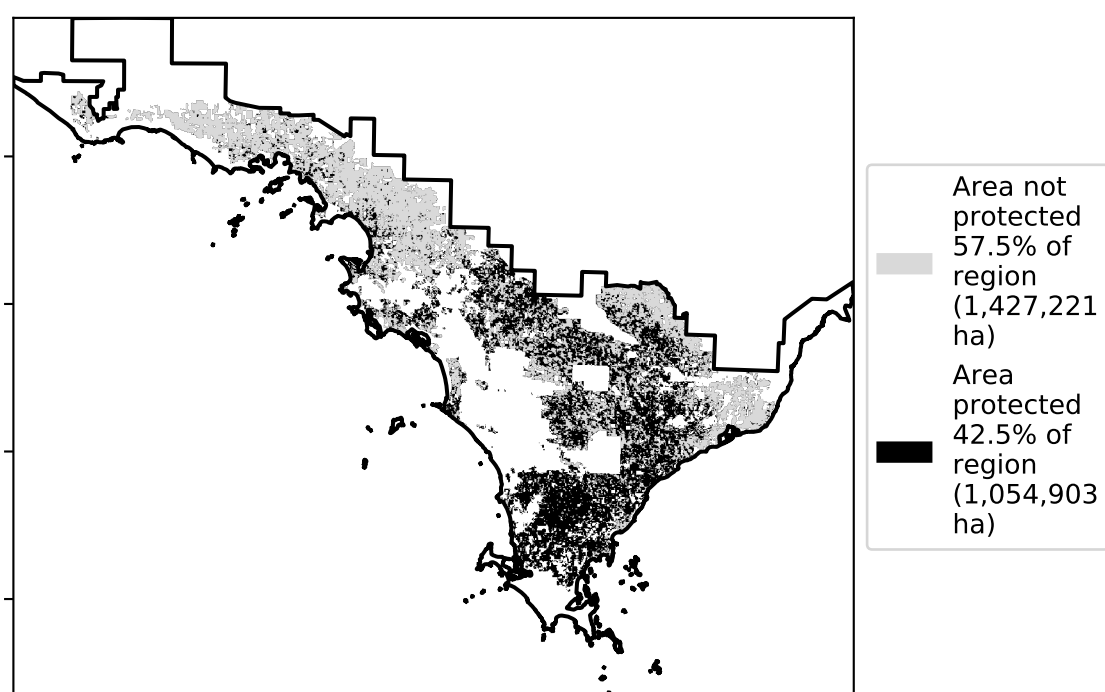 Area not
protected
57.5% of
region
(1,427,221
ha)
Area
protected
42.5% of
region
(1,054,903
ha)